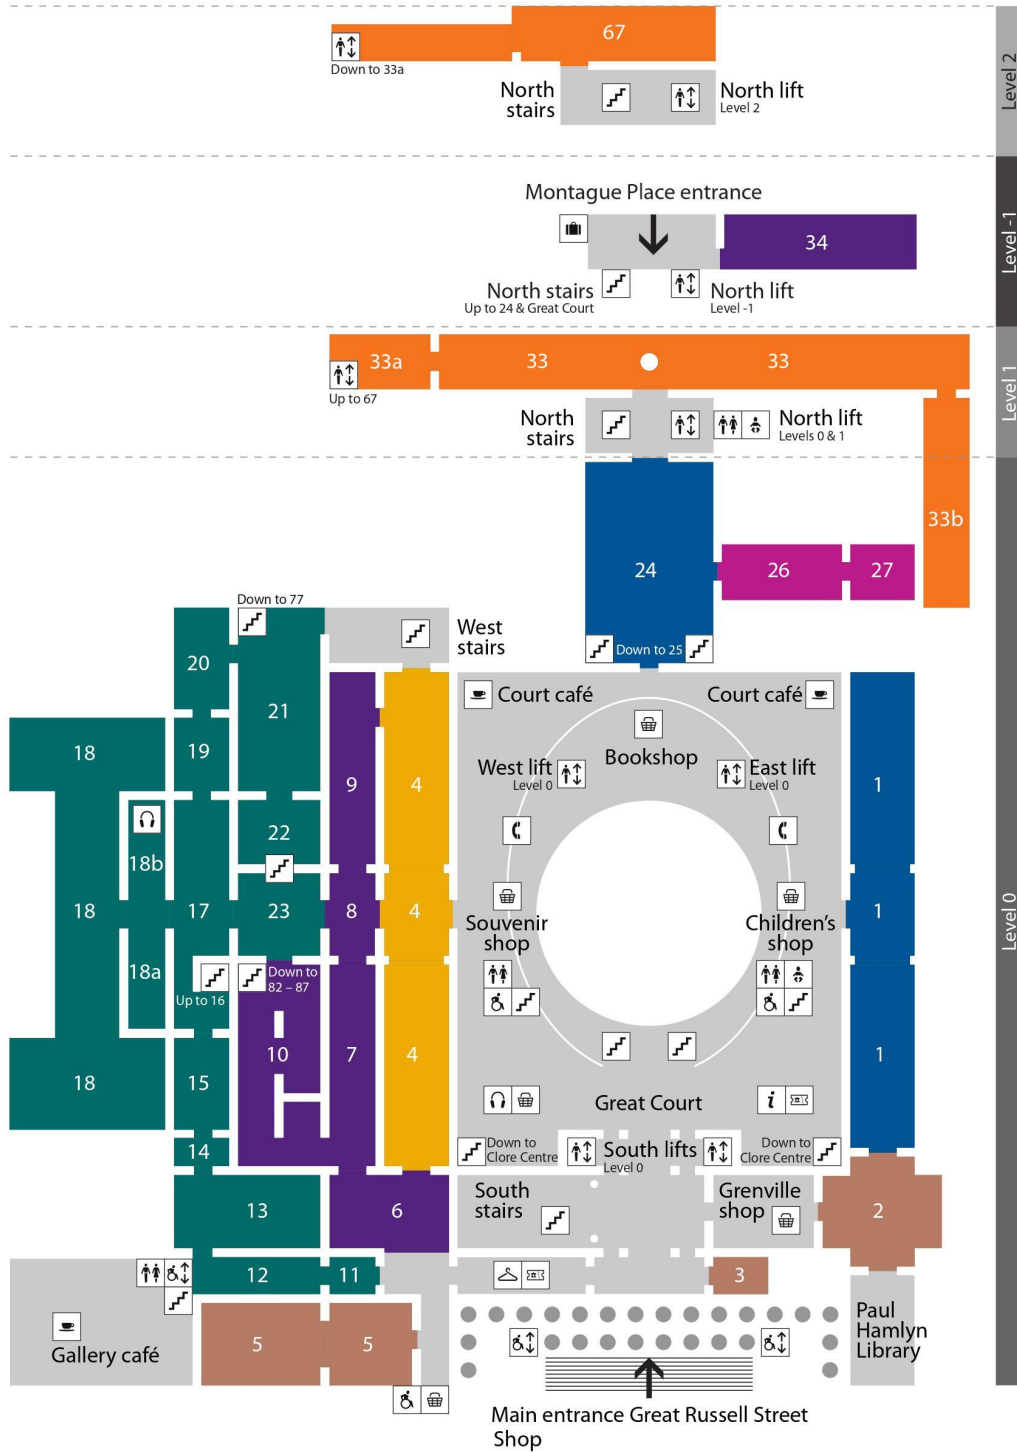 67
Down to 33a
North
stairs
North lift
Level 2
Level 2
Montague Place entrance
34
North stairs
Up to 24 & Great Court
North lift
Level -1
Level -1
33a
33
33
Up to 67
North
stairs
North lift
Levels 0 & 1
Level 1
33b
24
26
27
Down to 25
Down to 77
West
stairs
20
21
Court café
Court café
18
19
Bookshop
West lift
Level 0
East lift
Level 0
9
4
1
22
18b
18
17
23
8
4
Souvenir
shop
Children's
shop
1
Level 0
18a
Up to 16
Down to
82 – 87
18
15
10
7
4
1
Great Court
14
Down to
Clore Centre
South lifts
Level 0
Down to
Clore Centre
13
6
South
stairs
Grenville
shop
2
12
11
3
i
Gallery café
5
5
Paul
Hamlyn
Library
Main entrance Great Russell Street
Shop